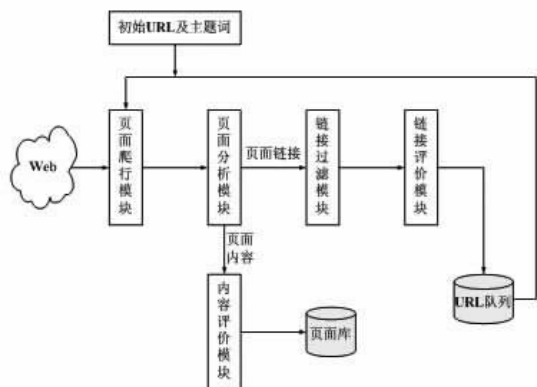 初始URL及主题词
Web
页面爬行模块
页面分析模块
页面链接
链接过滤模块
链接评价模块
页面
内容
内容评价模块
页面库
URL队列